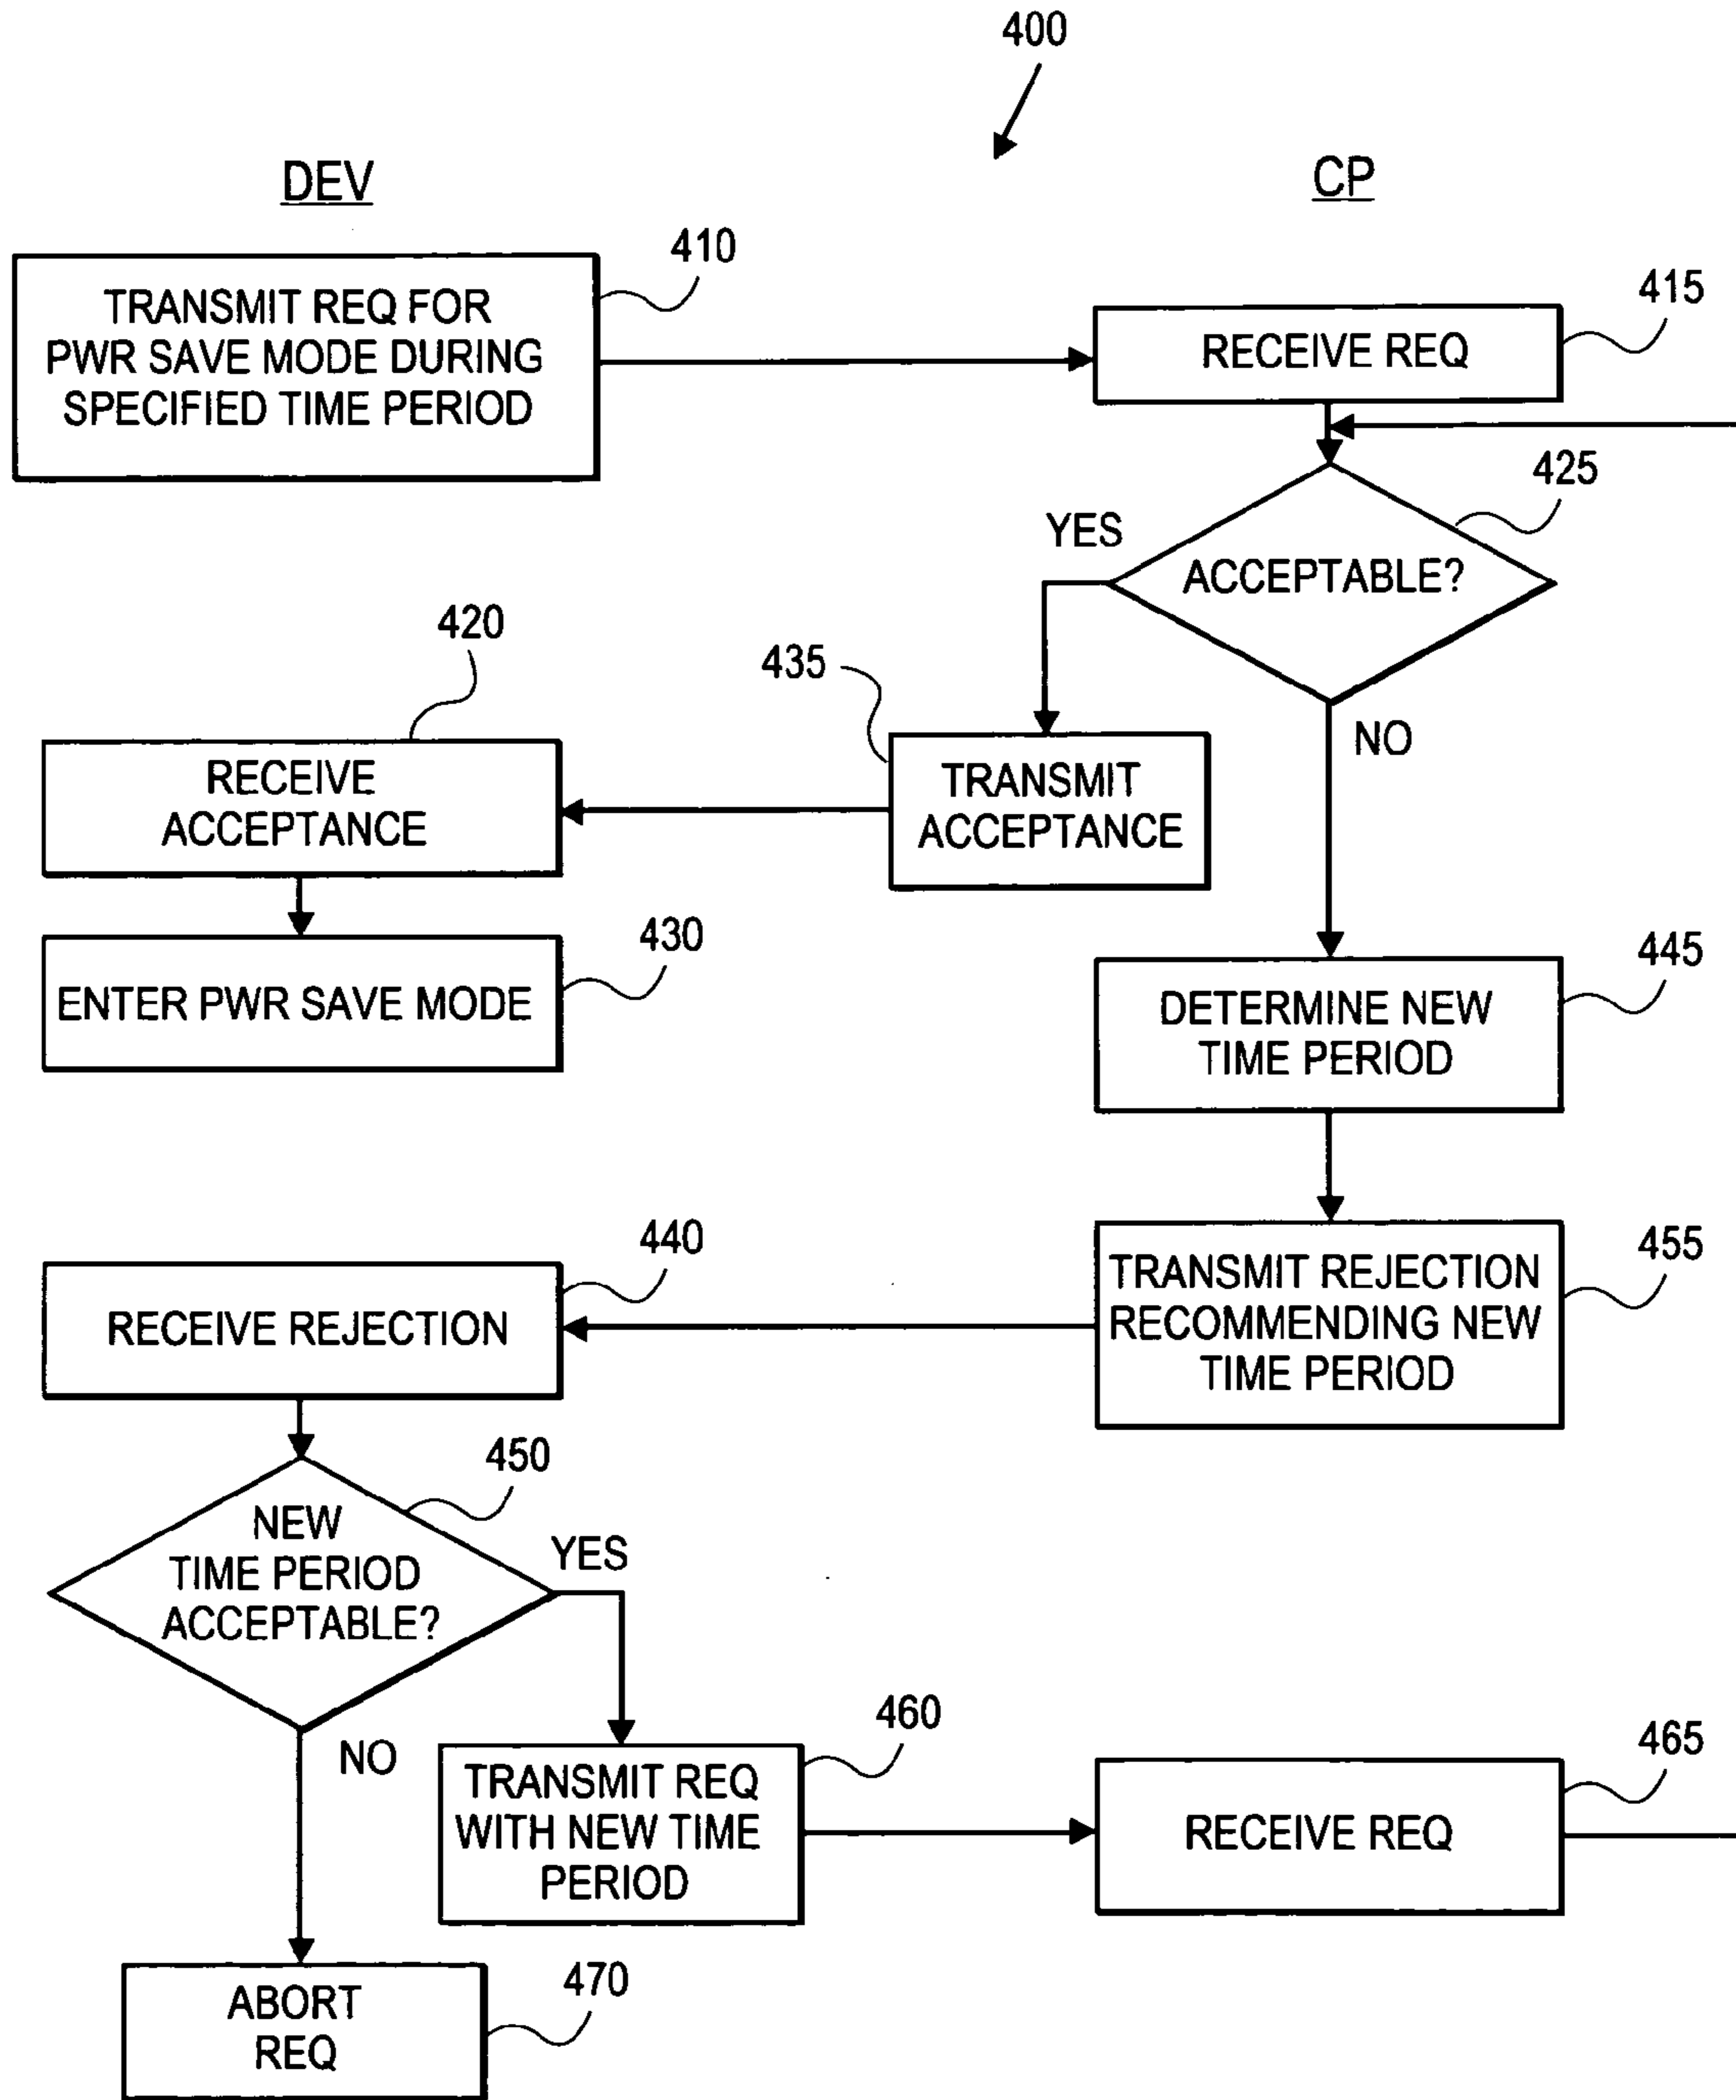 400
DEV
CP
410
TRANSMIT REQ FOR
PWR SAVE MODE DURING
SPECIFIED TIME PERIOD
415
RECEIVE REQ
425
YES
ACCEPTABLE?
NO
420
435
RECEIVE
ACCEPTANCE
TRANSMIT
ACCEPTANCE
430
ENTER PWR SAVE MODE
445
DETERMINE NEW
TIME PERIOD
440
RECEIVE REJECTION
455
TRANSMIT REJECTION
RECOMMENDING NEW
TIME PERIOD
450
NEW
TIME PERIOD
ACCEPTABLE?
YES
NO
460
TRANSMIT REQ
WITH NEW TIME
PERIOD
465
RECEIVE REQ
470
ABORT
REQ